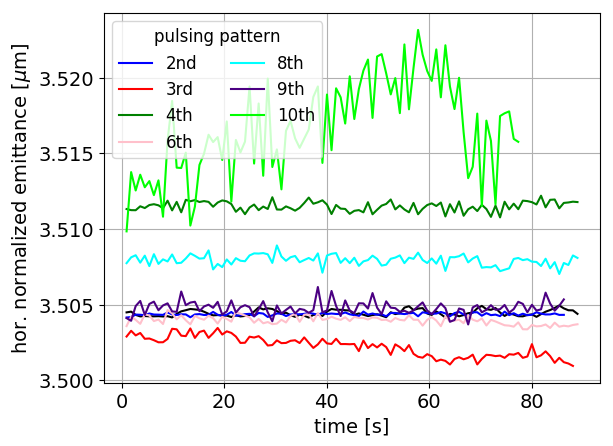 pulsing pattern
2nd 8th
3rd 9th
4th 10th
6th
hor. normalized emittance [μm]
3.520
3.515
3.510
3.505
3.500
0 20 40 60 80
time [s]